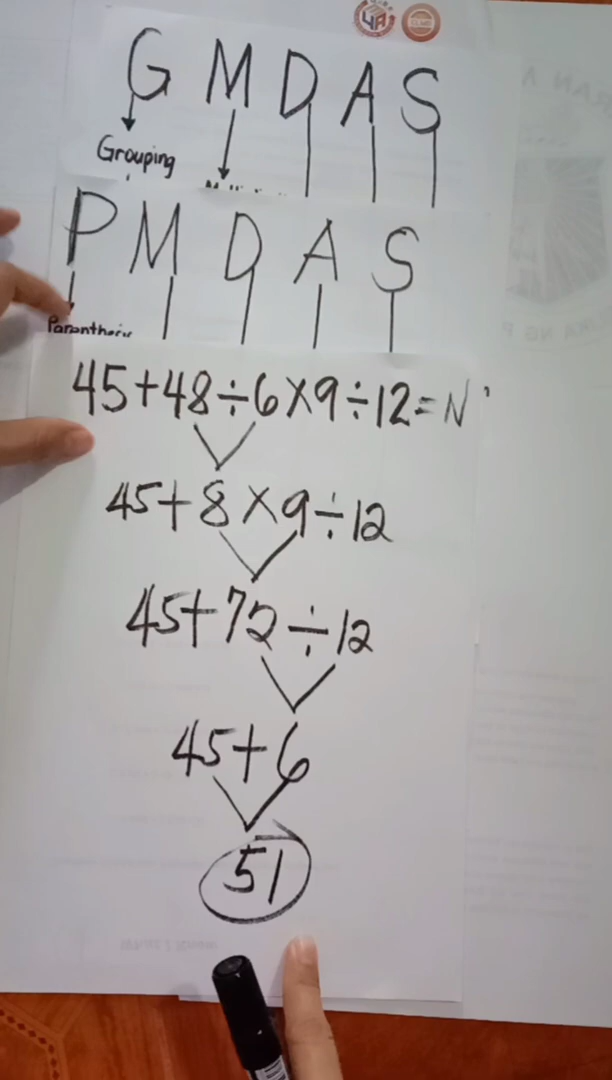 G M D A S
Grouping
P M D A S
45+48÷6×9÷12=N
45+8×9÷12
45+72÷12
45+6
51